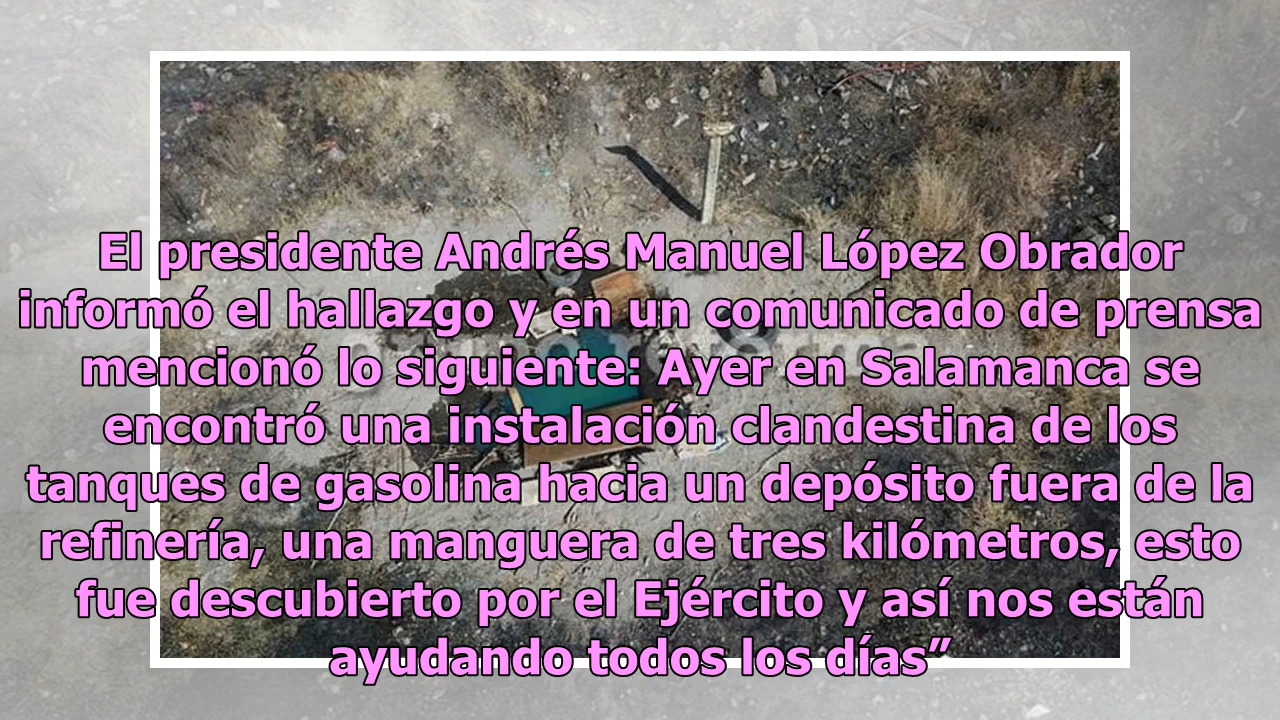 El presidente Andrés Manuel López Obrador
informó el hallazgo y en un comunicado de prensa
mencionó lo siguiente: Ayer en Salamanca se
encontró una instalación clandestina de los
tanques de gasolina hacia un depósito fuera de la
refinería, una manguera de tres kilómetros, esto
fue descubierto por el Ejército y así nos están
ayudando todos los días”